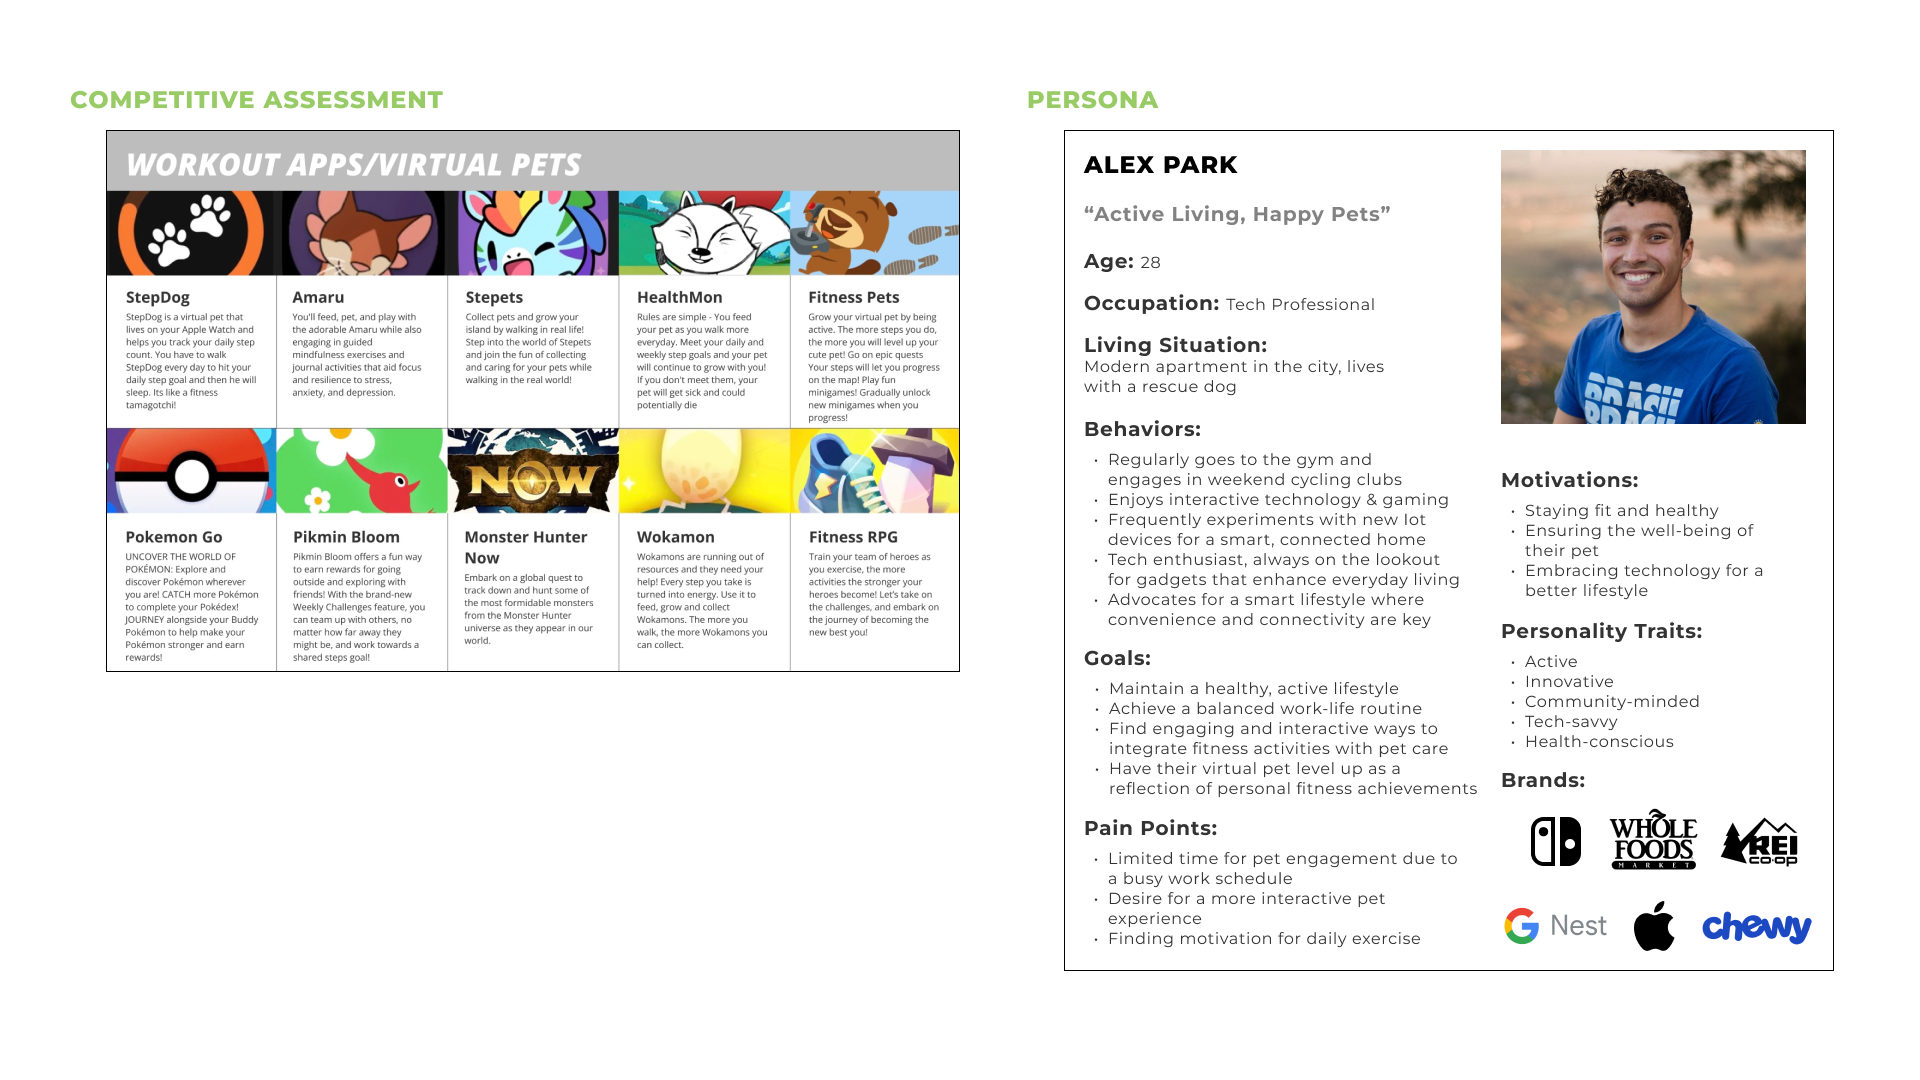 COMPETITIVE ASSESSMENT
WORKOUT APPS/VIRTUAL PETS
StepDog
StepDog is a virtual pet that
lives on your Apple Watch and
helps you track your daily step
count. You have to walk
StepDog every day to hit your
daily step goal and then he will
sleep. Its like a fitness
tamagotchi!
Amaru
You'll feed, pet, and play with
the adorable Amaru while also
engaging in guided
mindfulness exercises and
journal activities that aid focus
and resilience to stress,
anxiety, and depression.
Stepets
Collect pets and grow your
island by walking in real life!
Step into the world of Stepets
and join the fun of collecting
and caring for your pets while
walking in the real world!
HealthMon
Rules are simple - You feed
your pet as you walk more
everyday. Meet your daily and
weekly step goals and your pet
will continue to grow with you!
If you don't meet them, your
pet will get sick and could
potentially die
Fitness Pets
Grow your virtual pet by being
active. The more steps you do,
the more you will level up your
cute pet! Go on epic quests
Your steps will let you progress
on the map! Play fun
minigames! Gradually unlock
new minigames when you
progress!
NOW
Pokemon Go
UNCOVER THE WORLD OF
POKÉMON: Explore and
discover Pokémon wherever
you are! CATCH more Pokémon
to complete your Pokédex!
JOURNEY alongside your Buddy
Pokémon to help make your
Pokémon stronger and earn
rewards!
Pikmin Bloom
Pikmin Bloom offers a fun way
to earn rewards for going
outside and exploring with
friends! With the brand-new
Weekly Challenges feature, you
can team up with others, no
matter how far away they
might be, and work towards a
shared steps goal!
Monster Hunter
Now
Embark on a global quest to
track down and hunt some of
the most formidable monsters
from the Monster Hunter
universe as they appear in our
world.
Wokamon
Wokamons are running out of
resources and they need your
help! Every step you take is
turned into energy. Use it to
feed, grow and collect
Wokamons. The more you
walk, the more Wokamons you
can collect.
Fitness RPG
Train your team of heroes as
you exercise, the more
activities the stronger your
heroes become! Let's take on
the challenges, and embark on
the journey of becoming the
new best you!
PERSONA
ALEX PARK
“Active Living, Happy Pets”
Age: 28
Occupation: Tech Professional
Living Situation:
Modern apartment in the city, lives
with a rescue dog
Behaviors:
• Regularly goes to the gym and
engages in weekend cycling clubs
• Enjoys interactive technology & gaming
• Frequently experiments with new Iot
devices for a smart, connected home
• Tech enthusiast, always on the lookout
for gadgets that enhance everyday living
• Advocates for a smart lifestyle where
convenience and connectivity are key
Goals:
• Maintain a healthy, active lifestyle
• Achieve a balanced work-life routine
• Find engaging and interactive ways to
integrate fitness activities with pet care
• Have their virtual pet level up as a
reflection of personal fitness achievements
Pain Points:
• Limited time for pet engagement due to
a busy work schedule
• Desire for a more interactive pet
experience
• Finding motivation for daily exercise
Motivations:
• Staying fit and healthy
• Ensuring the well-being of
their pet
• Embracing technology for a
better lifestyle
Personality Traits:
• Active
• Innovative
• Community-minded
• Tech-savvy
• Health-conscious
Brands:
WHOLE
FOODS
MARKET
REI
CO·OP
G Nest
chewy